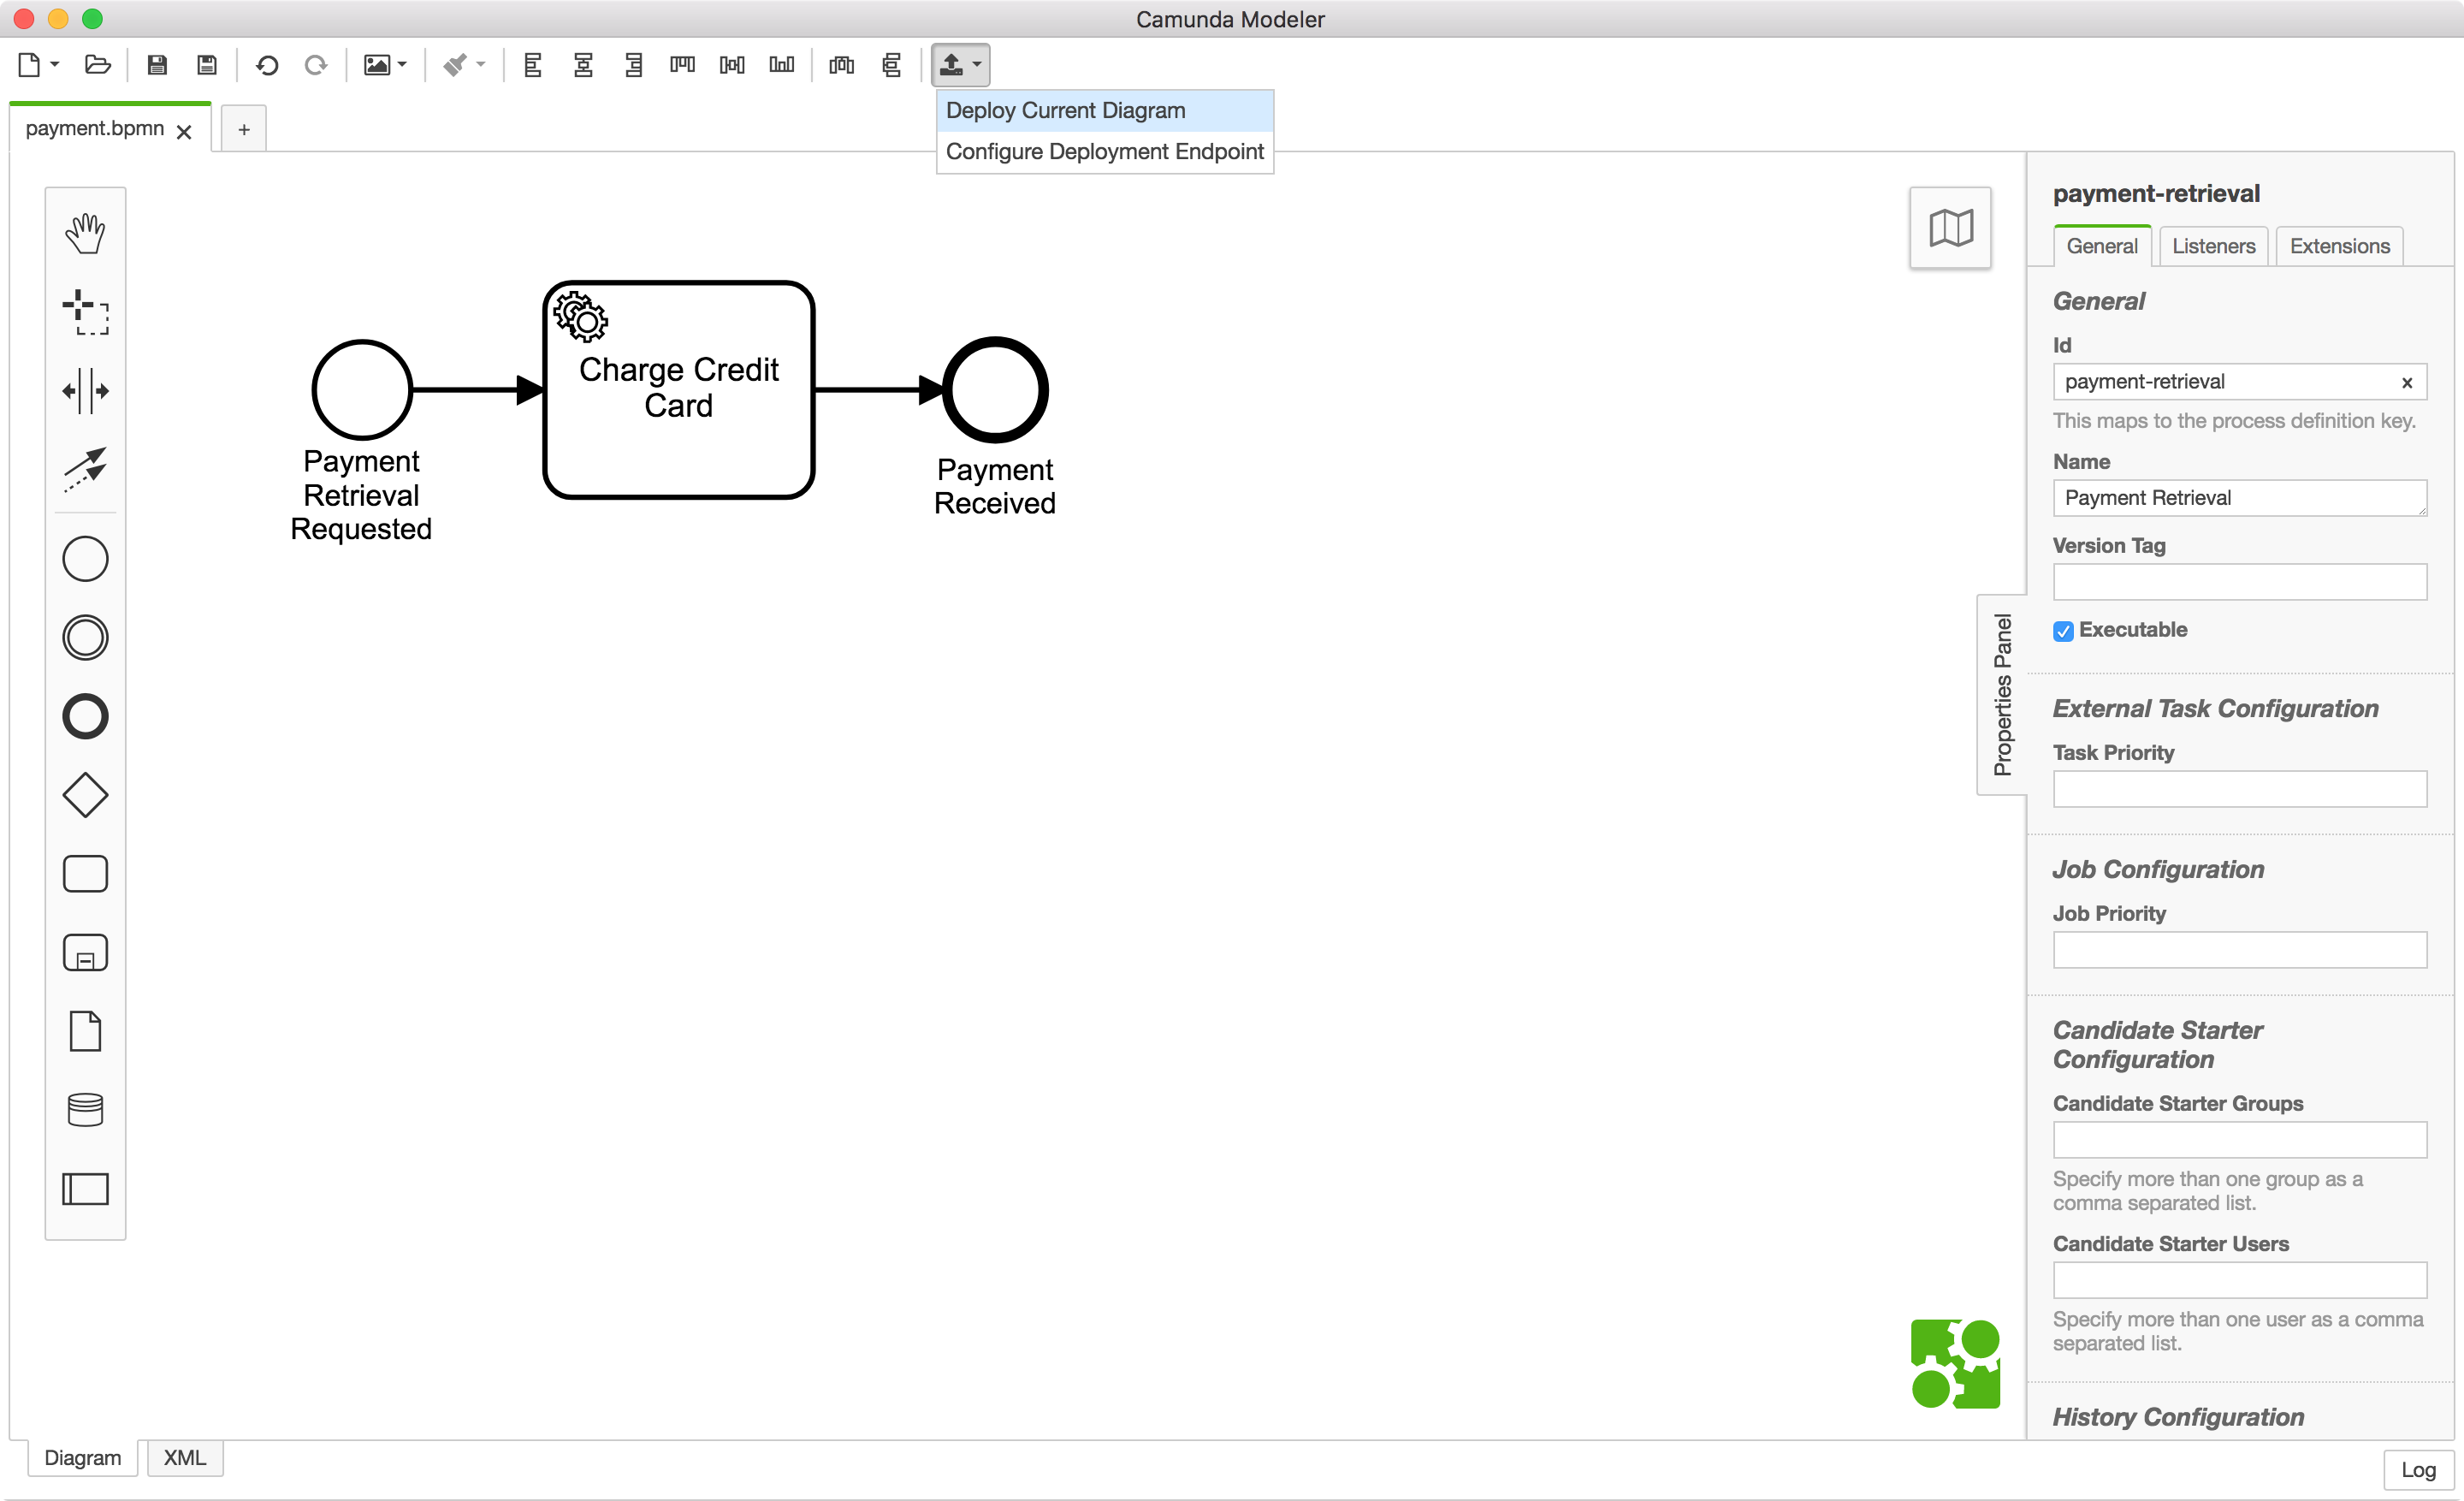 Camunda Modeler
payment.bpmn
+
Deploy Current Diagram
Configure Deployment Endpoint
Payment
Retrieval
Requested
Charge Credit
Card
Payment
Received
Properties Panel
payment-retrieval
General
Listeners
Extensions
General
Id
payment-retrieval
This maps to the process definition key.
Name
Payment Retrieval
Version Tag
Executable
External Task Configuration
Task Priority
Job Configuration
Job Priority
Candidate Starter
Configuration
Candidate Starter Groups
Specify more than one group as a
comma separated list.
Candidate Starter Users
Specify more than one user as a comma
separated list.
History Configuration
Diagram
XML
Log